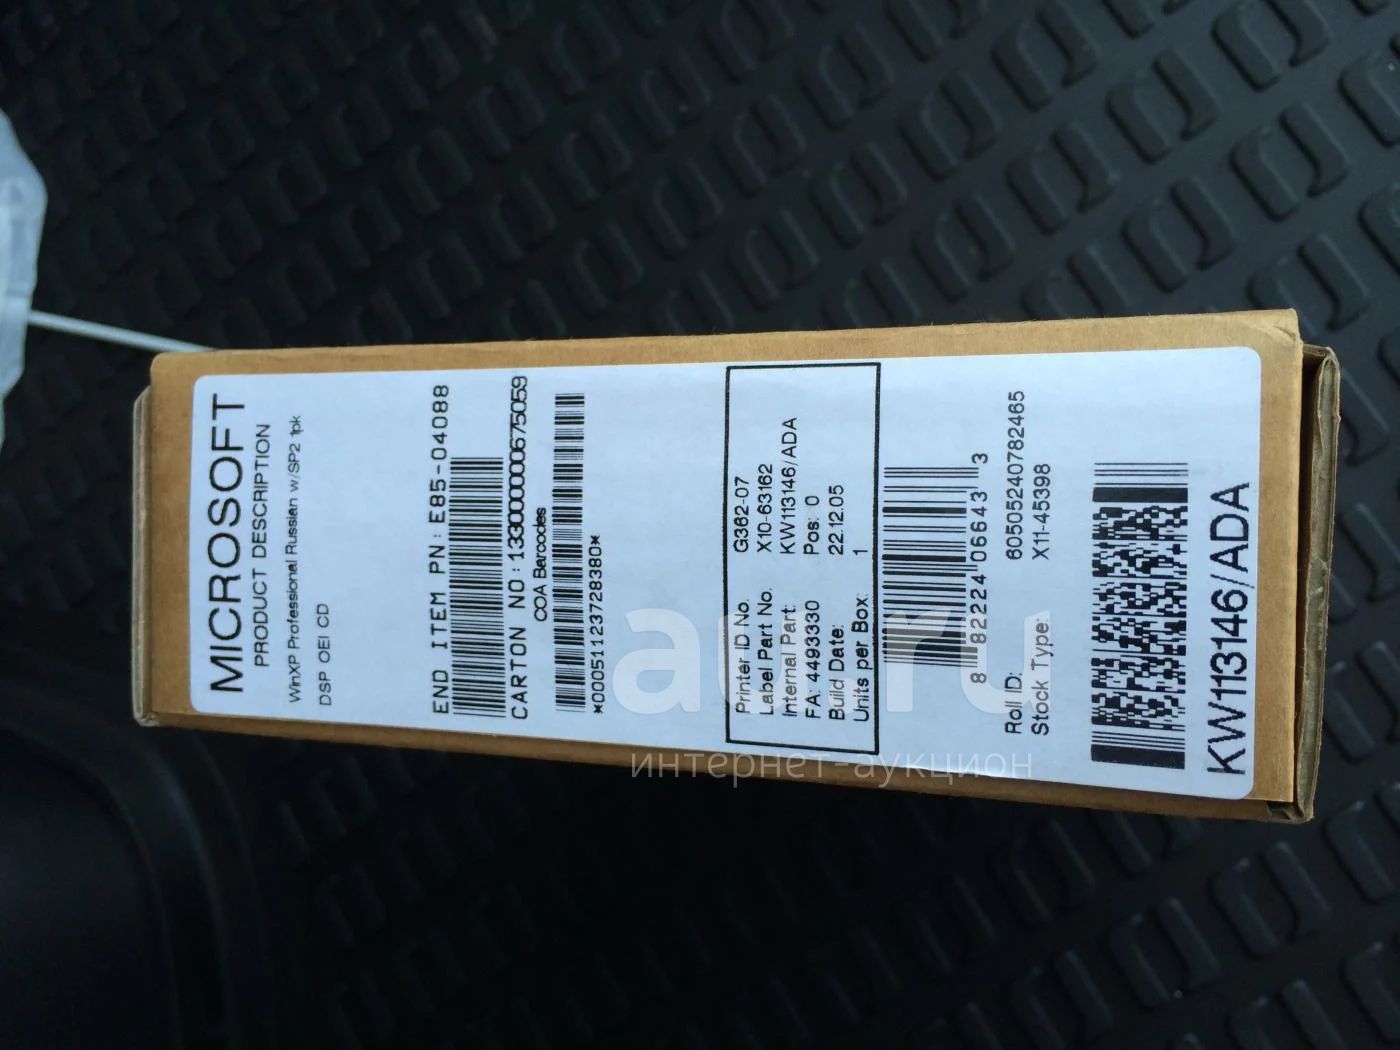 MICROSOFT
PRODUCT DESCRIPTION
WinXP Professional Russian w/SP2 1pk
DSP OEI CD
END ITEM PN: E85-04088
CARTON NO: 13300000000675059
COA Barcodes
*00051123728380*
Printer ID No. G362-07
Label Part No. X10-63162
Internal Part: KW113146/ADA
FA: 4493330 Pos: 0
Build Date: 22.12.05
Units per Box: 1
8 82224 06643 3
Roll ID: 60505240782465
Stock Type: X11-45398
KW113146/ADA
au.ru
интернет-аукцион